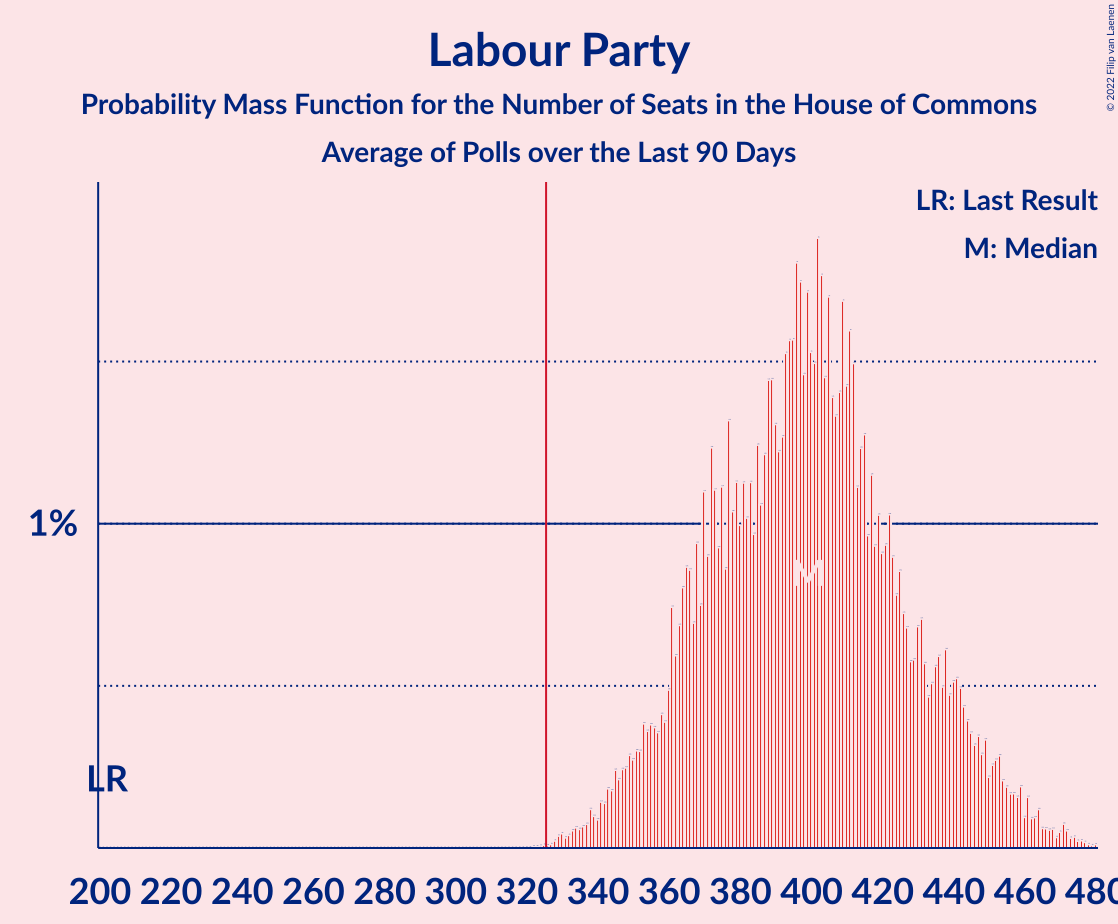 Labour Party
Probability Mass Function for the Number of Seats in the House of Commons
Average of Polls over the Last 90 Days
© 2022 Filip van Laenen
LR: Last Result
M: Median
1%
M
LR
200 220 240 260 280 300 320 340 360 380 400 420 440 460 480